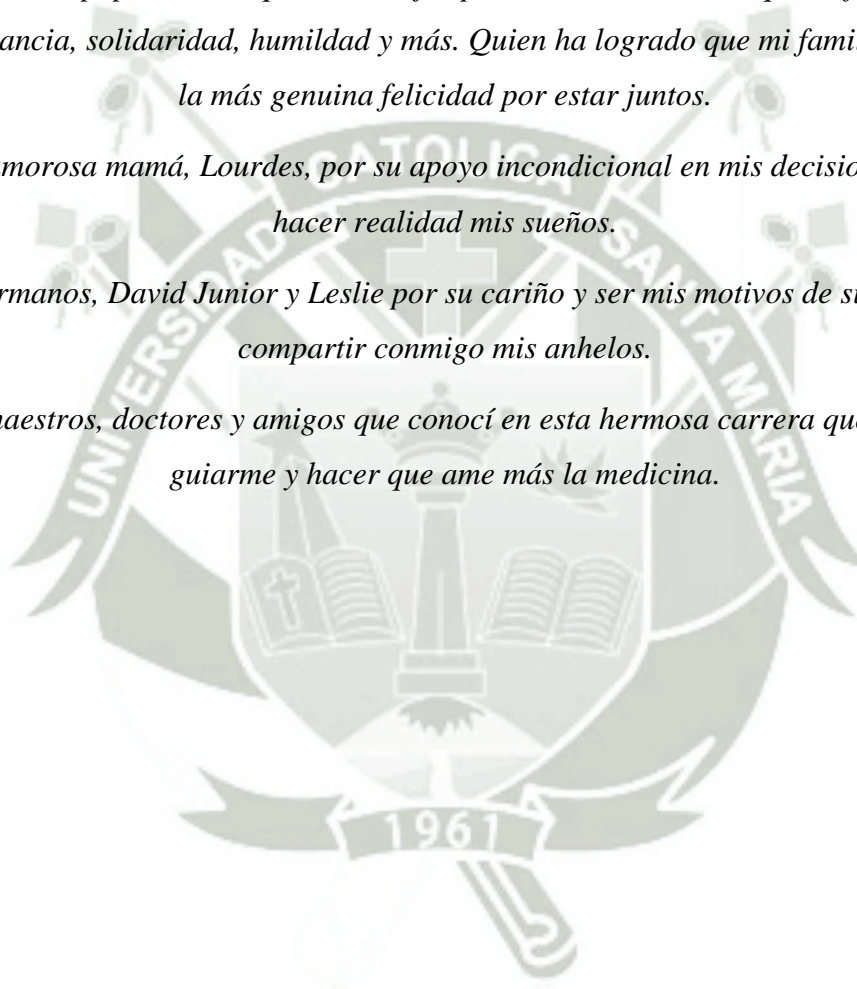 ancia, solidaridad, humildad y más. Quien ha logrado que mi famil
la más genuina felicidad por estar juntos.
amorosa mamá, Lourdes, por su apoyo incondicional en mis decisio
hacer realidad mis sueños.
rmanos, David Junior y Leslie por su cariño y ser mis motivos de su
compartir conmigo mis anhelos.
maestros, doctores y amigos que conocí en esta hermosa carrera que
guiarme y hacer que ame más la medicina.
UNIVERSIDAD CATOLICA SANTA MARIA
1961